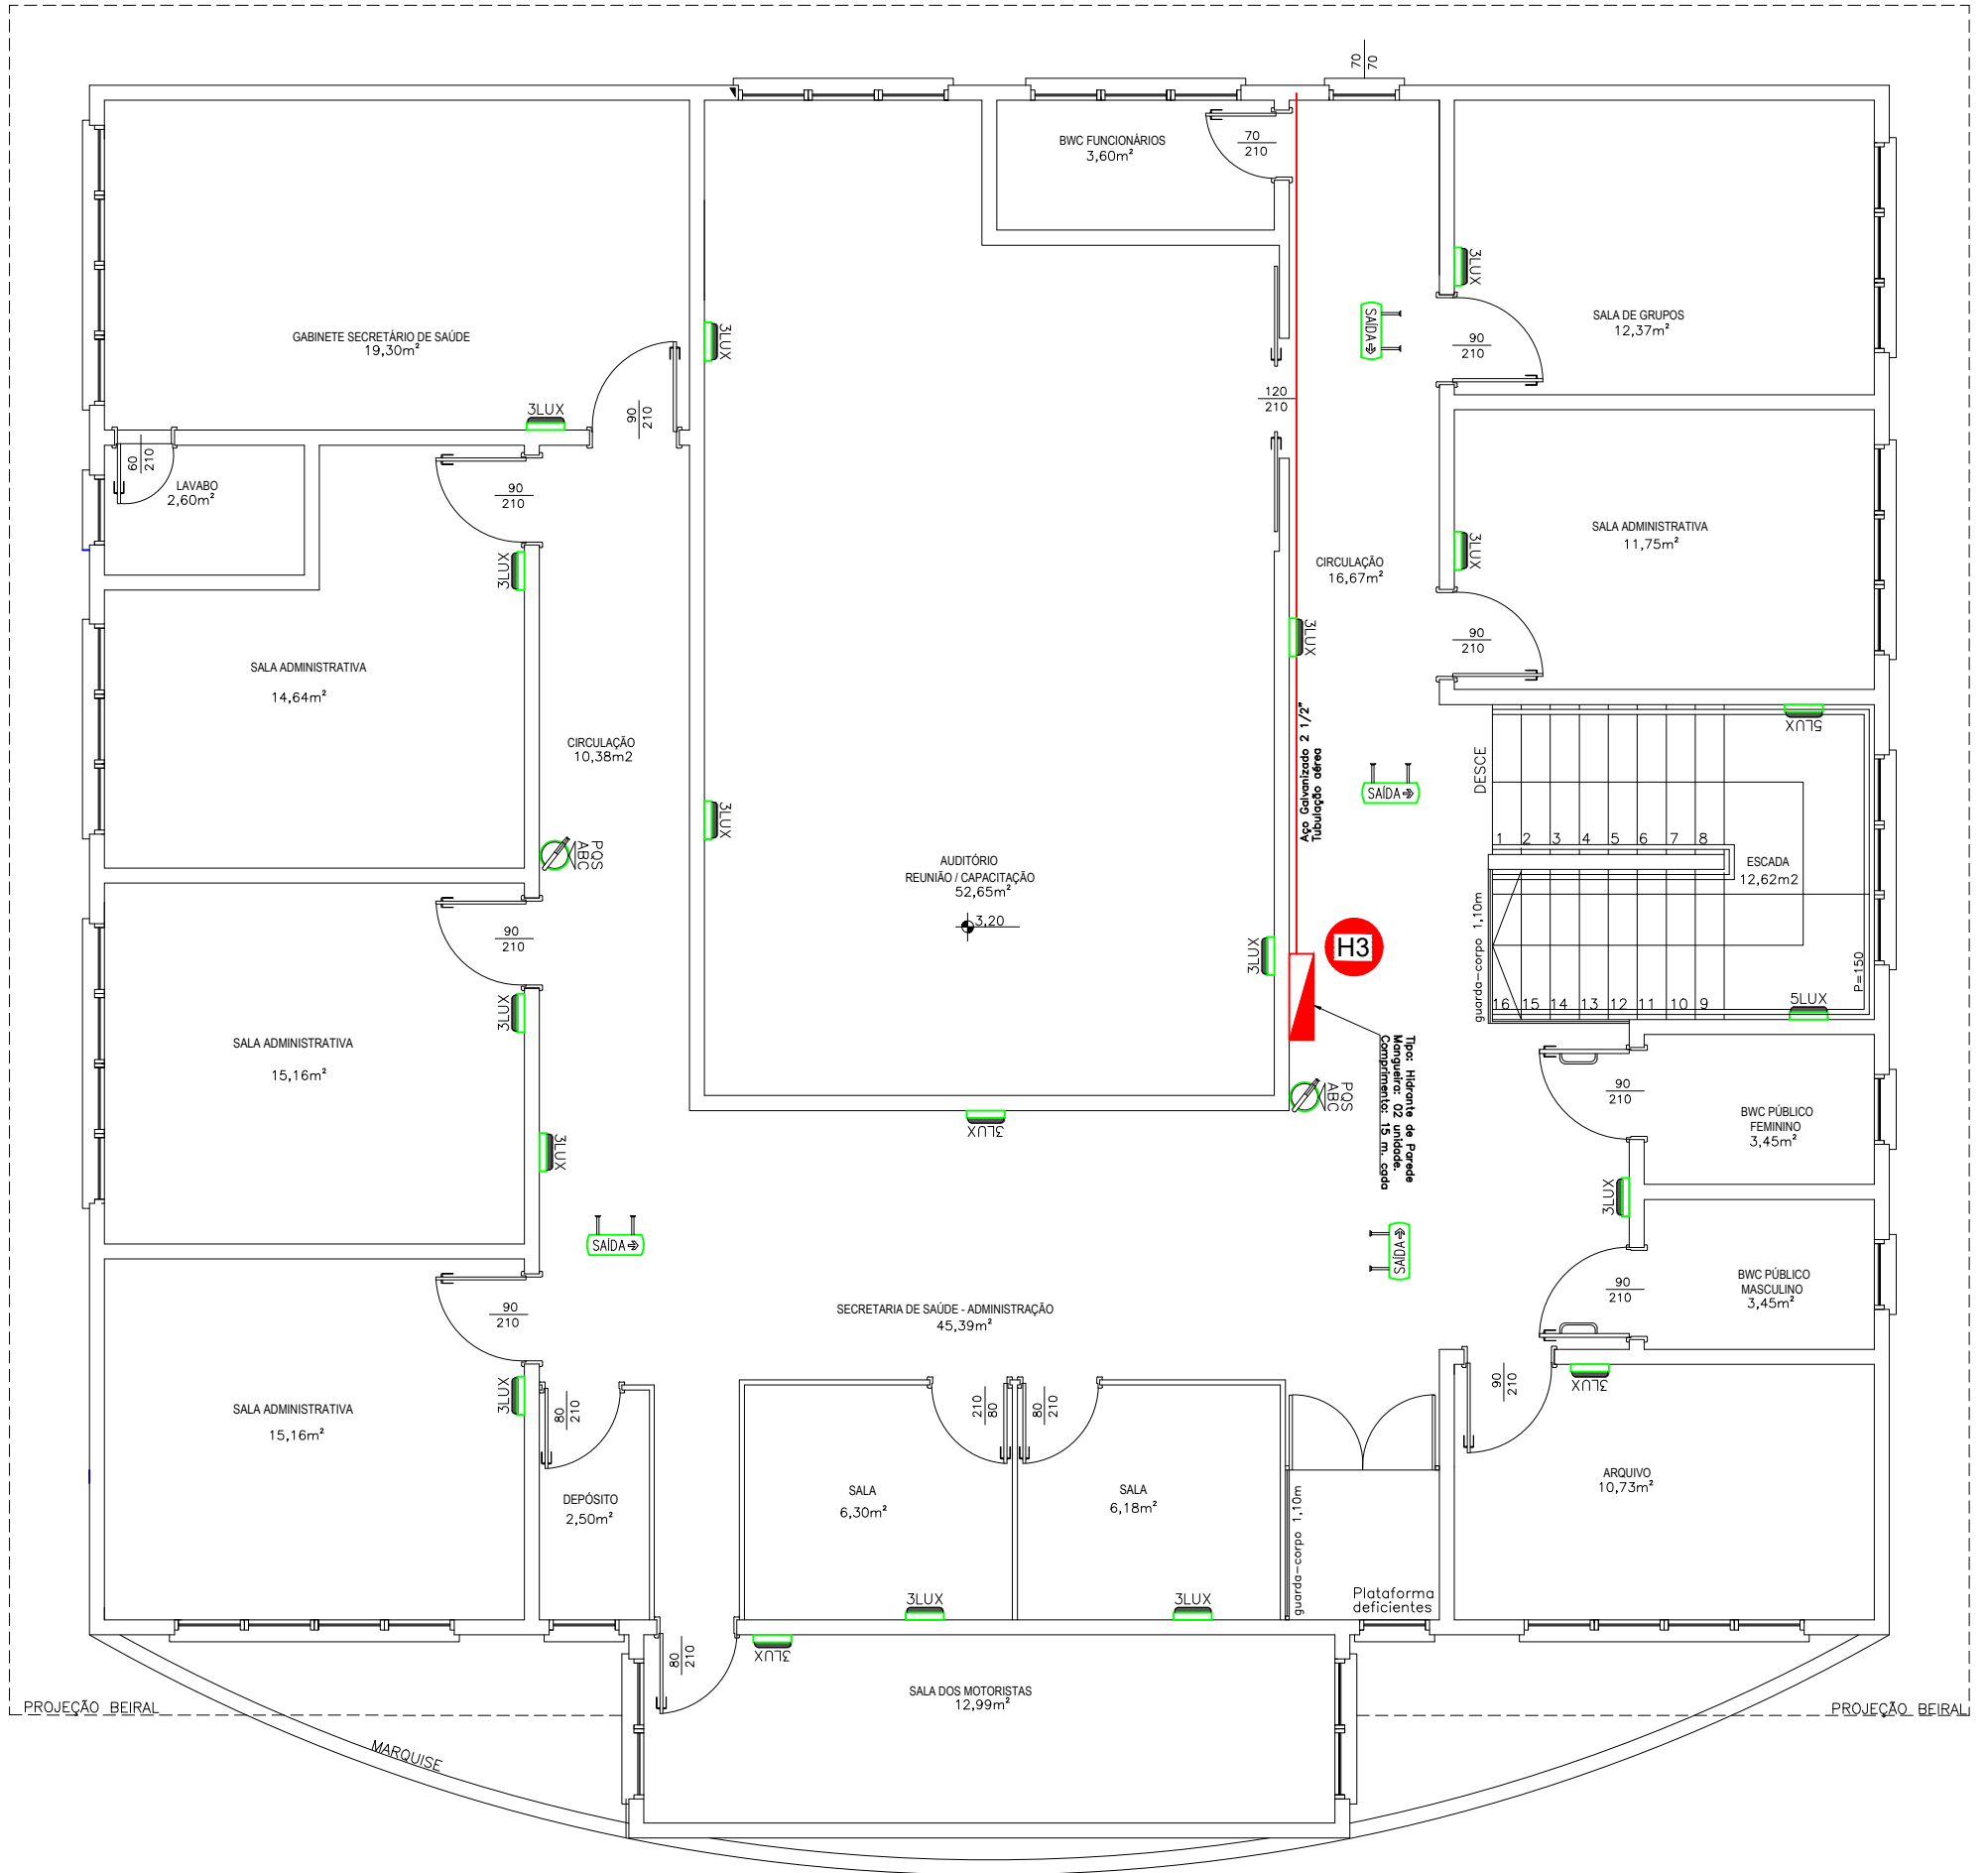 70
70
BWC FUNCIONÁRIOS
3,60m²
70
210
GABINETE SECRETÁRIO DE SAÚDE
19,30m²
3LUX
3LUX
90
210
SAÍDA
3LUX
SALA DE GRUPOS
12,37m²
90
210
120
210
60
210
LAVABO
2,60m²
90
210
3LUX
SALA ADMINISTRATIVA
14,64m²
CIRCULAÇÃO
10,38m2
3LUX
PQS
ABC
CIRCULAÇÃO
16,67m²
3LUX
3LUX
SALA ADMINISTRATIVA
11,75m²
90
210
Aço Galvanizado 2 1/2"
Tubulação aérea
SAÍDA
DESCE
5LUX
1 2 3 4 5 6 7 8
ESCADA
12,62m2
guarda-corpo 1,10m
P=150
16 15 14 13 12 11 10 9
5LUX
AUDITÓRIO
REUNIÃO / CAPACITAÇÃO
52,65m²
3,20
3LUX
H3
Tipo: Hidrante de Parede
Mangueira: 02 unidade.
Comprimento: 15 m. cada
PQS
ABC
3LUX
90
210
3LUX
SALA ADMINISTRATIVA
15,16m²
3LUX
SAÍDA
90
210
BWC PÚBLICO
FEMININO
3,45m²
3LUX
SAÍDA
90
210
BWC PÚBLICO
MASCULINO
3,45m²
SECRETARIA DE SAÚDE - ADMINISTRAÇÃO
45,39m²
90
210
3LUX
SALA ADMINISTRATIVA
15,16m²
80
210
DEPÓSITO
2,50m²
210
80
80
210
SALA
6,30m²
3LUX
SALA
6,18m²
3LUX
guarda-corpo 1,10m
Plataforma
deficientes
90
210
3LUX
ARQUIVO
10,73m²
80
210
3LUX
SALA DOS MOTORISTAS
12,99m²
PROJEÇÃO BEIRAL
PROJEÇÃO BEIRAL
MARQUISE